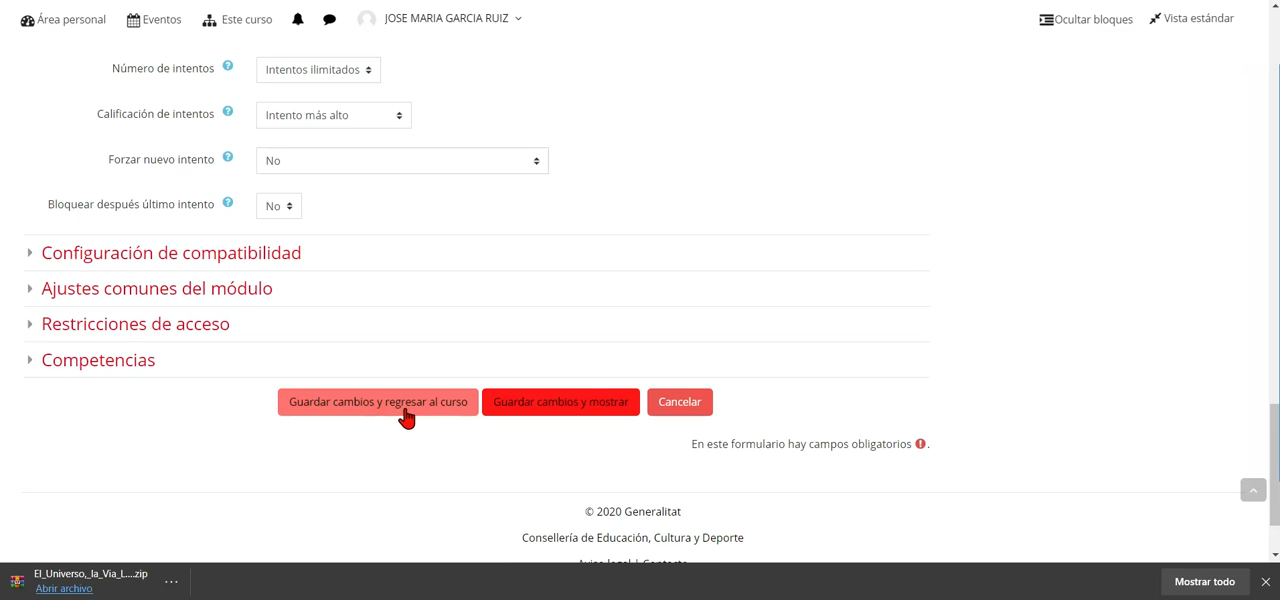 Área personal Eventos Este curso JOSE MARIA GARCIA RUIZ Ocultar bloques Vista estándar
Número de intentos Intentos ilimitados
Calificación de intentos Intento más alto
Forzar nuevo intento No
Bloquear después último intento No
Configuración de compatibilidad
Ajustes comunes del módulo
Restricciones de acceso
Competencias
Guardar cambios y regresar al curso Guardar cambios y mostrar Cancelar
En este formulario hay campos obligatorios .
© 2020 Generalitat
Consellería de Educación, Cultura y Deporte
El_Universo,_la_Via_L....zip
Abrir archivo
Mostrar todo